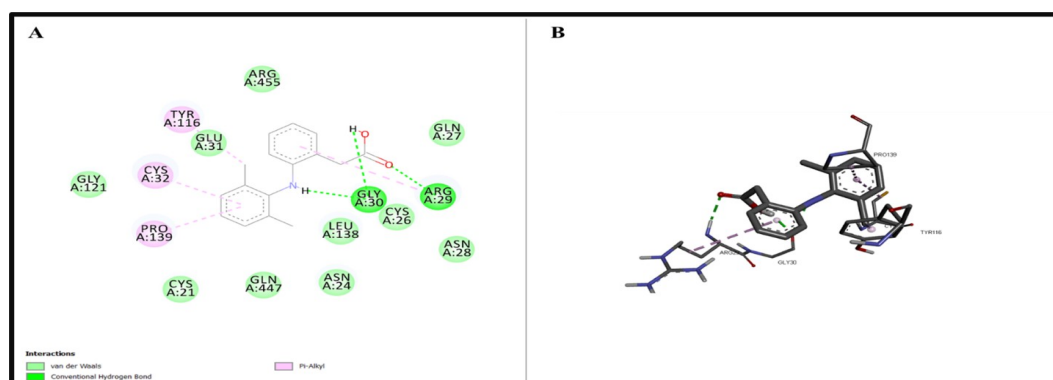 A
B
ARG
A:455
TYR
A:116
GLU
A:31
GLN
A:27
CYS
A:32
GLY
A:121
H
O
O
N
H
GLY
A:30
ARG
A:29
CYS
A:26
PRO
A:139
LEU
A:138
ASN
A:28
CYS
A:21
GLN
A:447
ASN
A:24
Interactions
van der Waals
Conventional Hydrogen Bond
Pi-Alkyl
PRO139
TYR116
GLY30